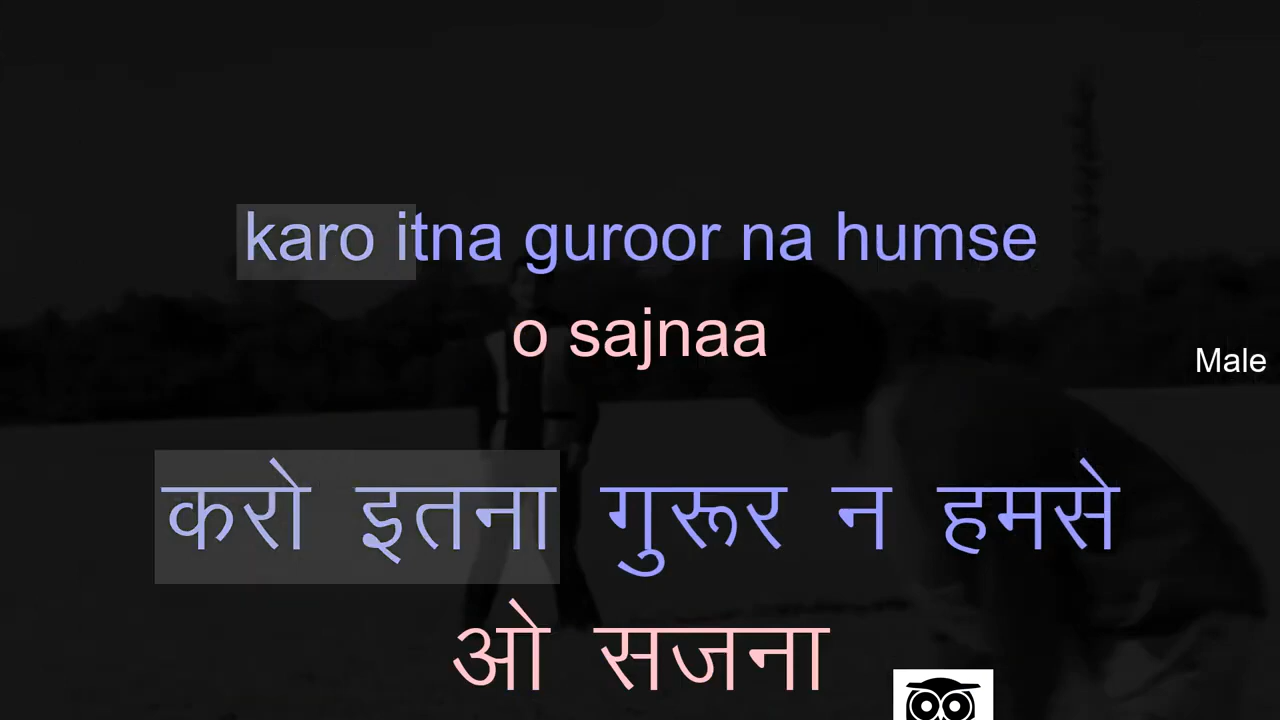 karo itna guroor na humse
o sajnaa
Male
करो इतना गुरूर न हमसे
ओ सजना